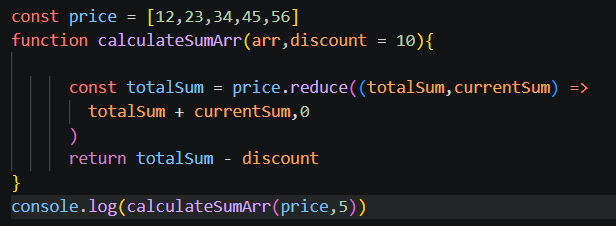 const price = [12,23,34,45,56]
function calculateSumArr(arr,discount = 10){
const totalSum = price.reduce((totalSum,currentSum) =>
totalSum + currentSum,0
)
return totalSum - discount
}
console.log(calculateSumArr(price,5))